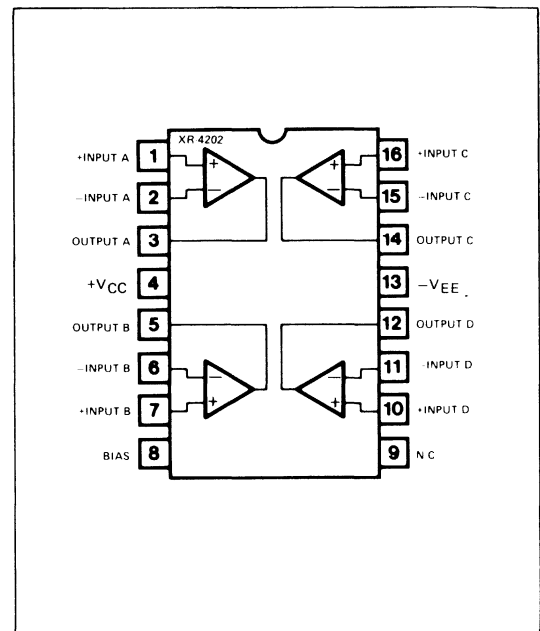 XR 4202
+INPUT A 1 + 16 +INPUT C
−INPUT A 2 − 15 −INPUT C
OUTPUT A 3 14 OUTPUT C
+VCC 4 13 −VEE
OUTPUT B 5 12 OUTPUT D
−INPUT B 6 − 11 -INPUT D
+INPUT B 7 + 10 +INPUT D
BIAS 8 9 N C